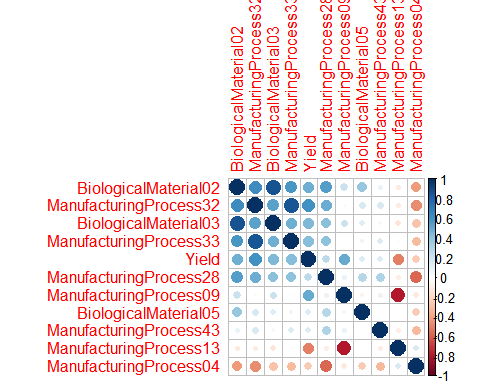 BiologicalMaterial02
ManufacturingProcess32
BiologicalMaterial03
ManufacturingProcess33
Yield
ManufacturingProcess28
ManufacturingProcess09
BiologicalMaterial05
ManufacturingProcess43
ManufacturingProcess13
ManufacturingProcess04
BiologicalMaterial02
ManufacturingProcess32
BiologicalMaterial03
ManufacturingProcess33
Yield
ManufacturingProcess28
ManufacturingProcess09
BiologicalMaterial05
ManufacturingProcess43
ManufacturingProcess13
ManufacturingProcess04
1
0.8
0.6
0.4
0.2
0
-0.2
-0.4
-0.6
-0.8
-1